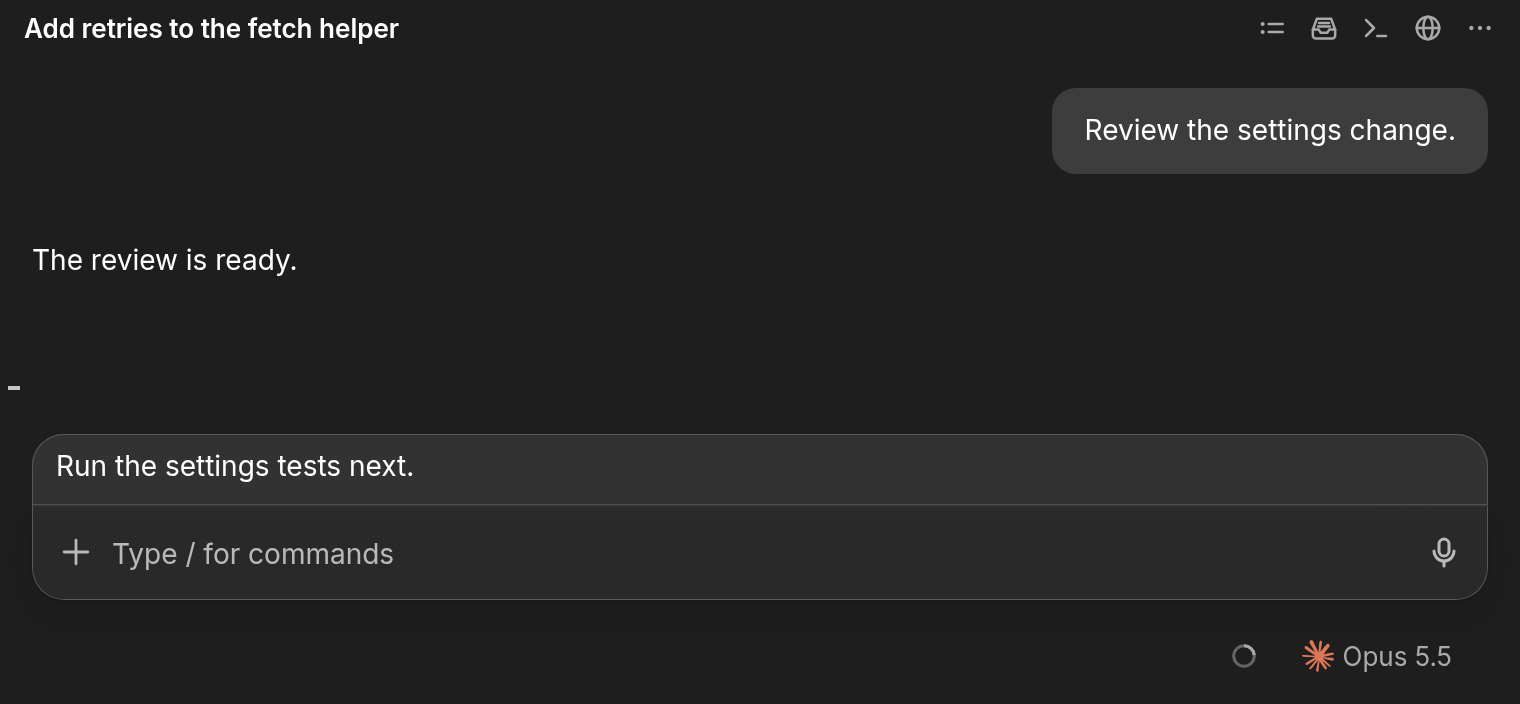 Add retries to the fetch helper
Review the settings change.
The review is ready.
Run the settings tests next.
Type / for commands
Opus 5.5